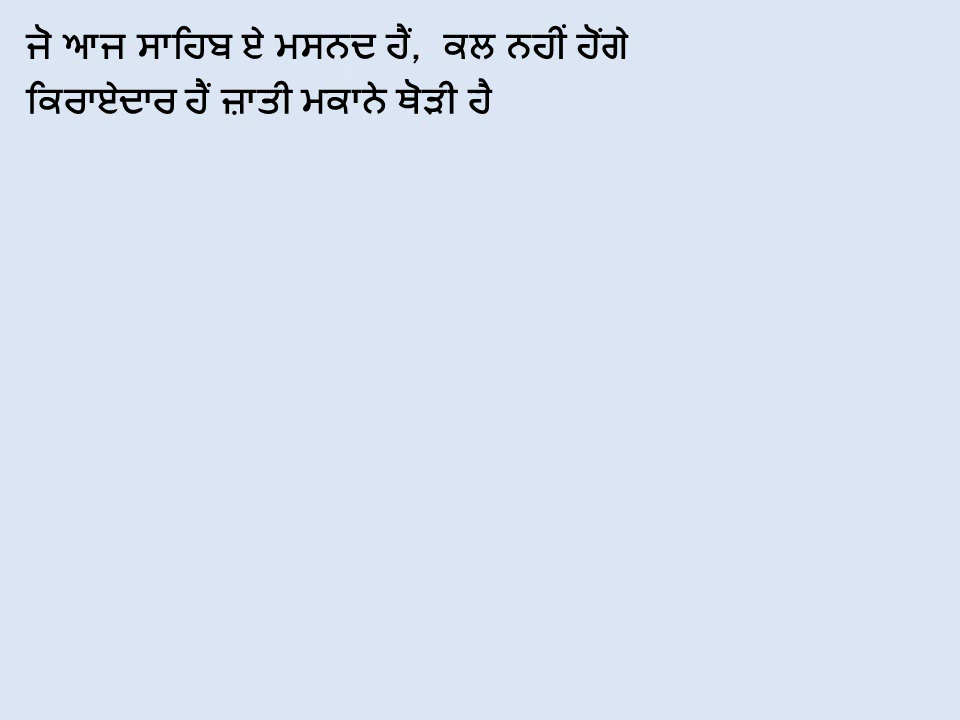 ਜੋ ਆਜ ਸਾਹਿਬ ਏ ਮਸਨਦ ਹੈਂ, ਕਲ ਨਹੀਂ ਹੋਂਗੇ
ਕਿਰਾਏਦਾਰ ਹੈਂ ਜ਼ਾਤੀ ਮਕਾਨੇ ਥੋੜੀ ਹੈ